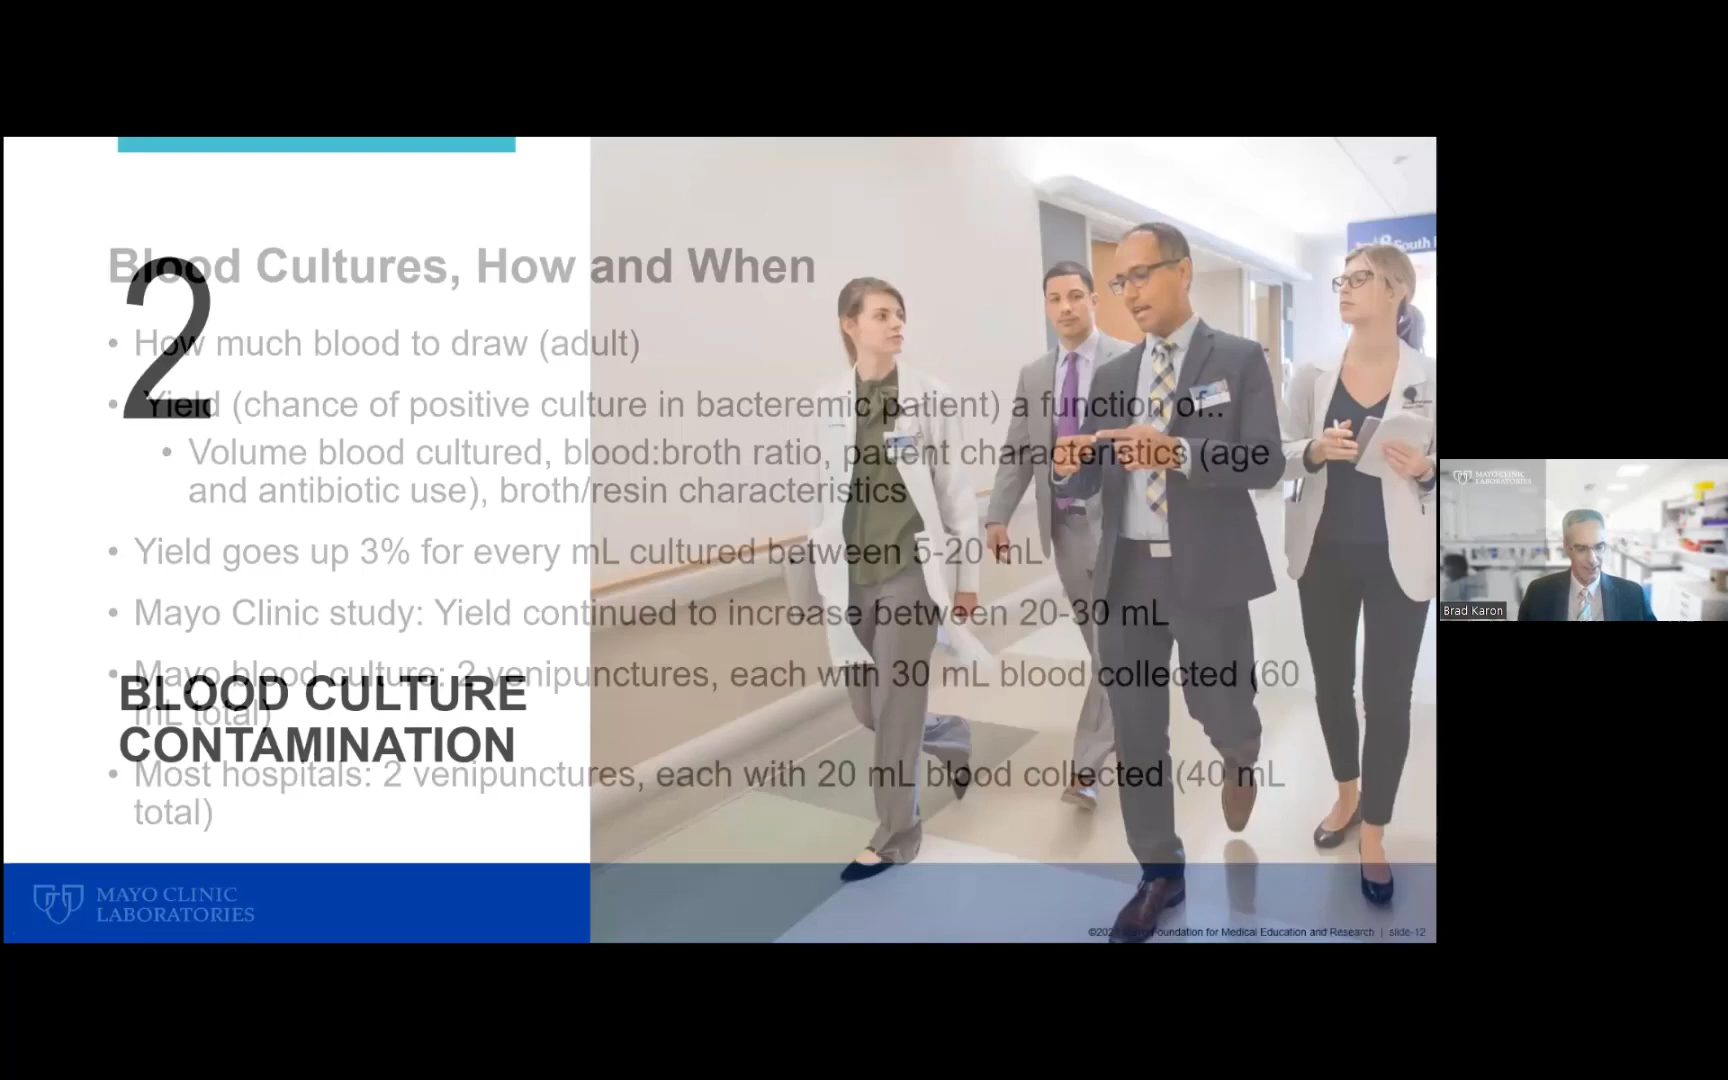 Blood Cultures, How and When
2
• How much blood to draw (adult)
• Yield (chance of positive culture in bacteremic patient) a function of..
• Volume blood cultured, blood:broth ratio, patient characteristics (age
and antibiotic use), broth/resin characteristics
• Yield goes up 3% for every mL cultured between 5-20 mL
• Mayo Clinic study: Yield continued to increase between 20-30 mL
• Mayo blood culture: 2 venipunctures, each with 30 mL blood collected (60
mL total)
BLOOD CULTURE
CONTAMINATION
• Most hospitals: 2 venipunctures, each with 20 mL blood collected (40 mL
total)
MAYO CLINIC
LABORATORIES
Foundation for Medical Education and Research | slide-12
South
MAYO CLINIC
LABORATORIES
Brad Karon